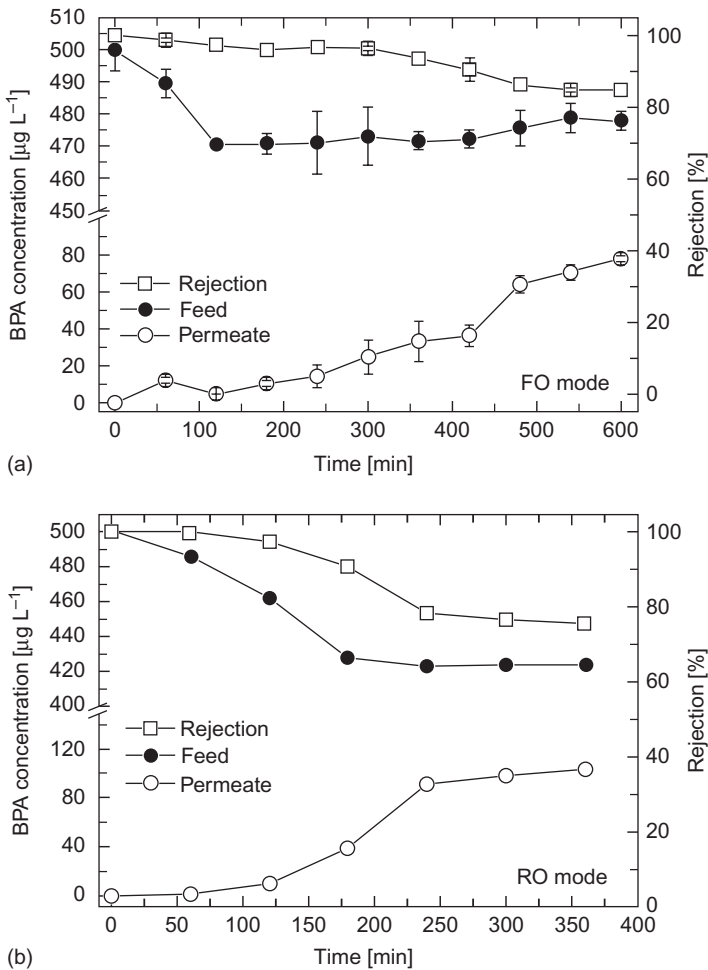 510
500
490
480
470
460
450
80
60
40
20
0
BPA concentration [µg L−1]
100
80
60
40
20
0
Rejection [%]
Rejection
Feed
Permeate
FO mode
0 100 200 300 400 500 600
(a)
Time [min]
500
480
460
440
420
400
120
80
40
0
BPA concentration [µg L−1]
100
80
60
40
20
0
Rejection [%]
Rejection
Feed
Permeate
RO mode
0 50 100 150 200 250 300 350 400
(b)
Time [min]